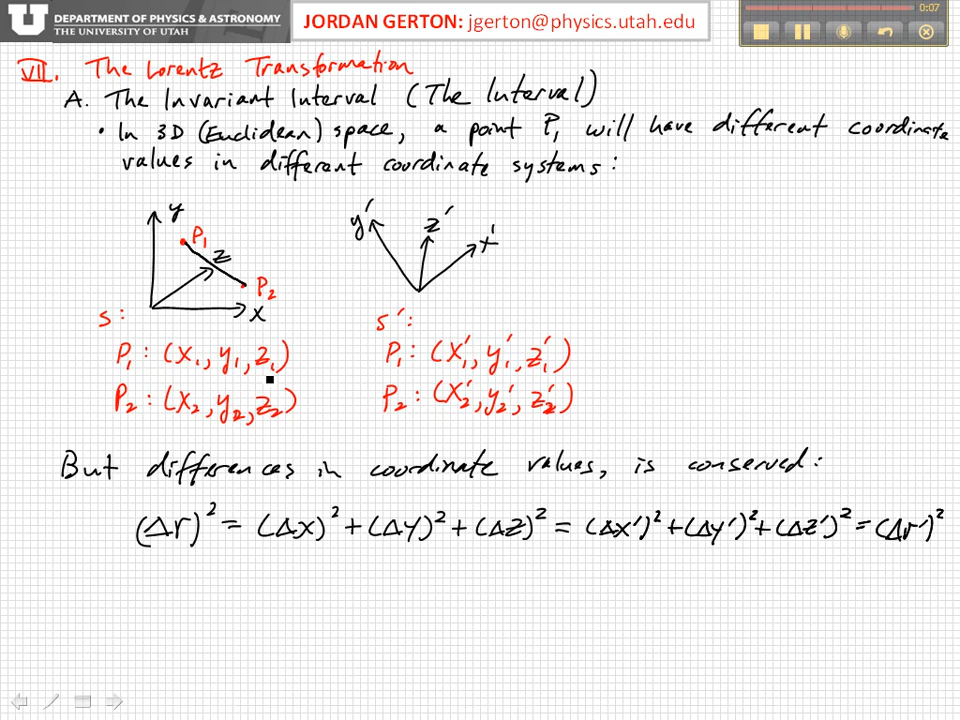 U DEPARTMENT OF PHYSICS & ASTRONOMY
THE UNIVERSITY OF UTAH
JORDAN GERTON: jgerton@physics.utah.edu
0:07
VII. The Lorentz Transformation
A. The Invariant Interval (The Interval)
• In 3D (Euclidean) space, a point P₁ will have different coordinate
values in different coordinate systems:
y P₁ z P₂ x
y′ z′ x′
S: S′:
P₁ : (x₁, y₁, z₁) P₁ : (x₁′, y₁′, z₁′)
P₂ : (x₂, y₂, z₂) P₂ : (x₂′, y₂′, z₂′)
But differences in coordinate values, is conserved:
(Δr)² = (Δx)² + (Δy)² + (Δz)² = (Δx′)² + (Δy′)² + (Δz′)² = (Δr′)²